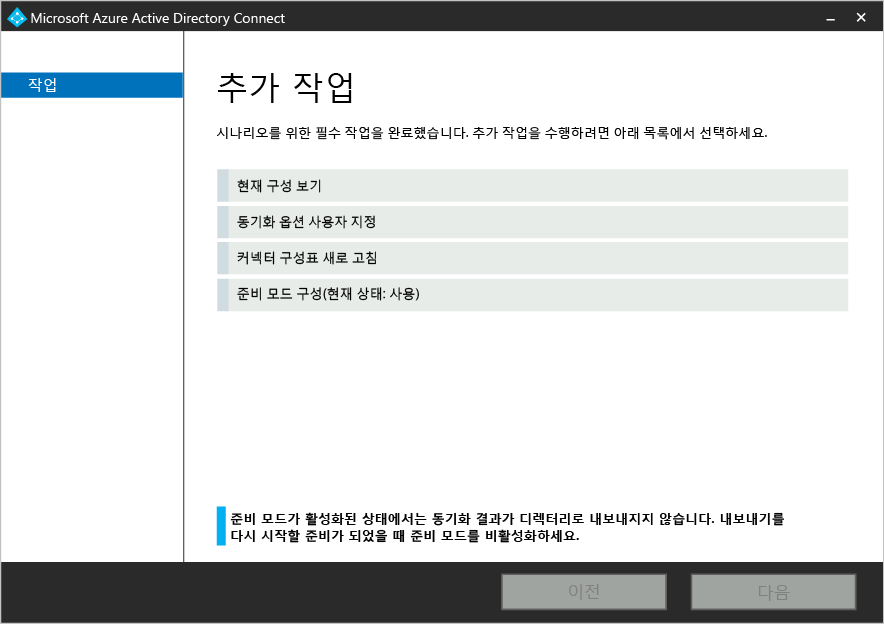 Microsoft Azure Active Directory Connect
작업
추가 작업
시나리오를 위한 필수 작업을 완료했습니다. 추가 작업을 수행하려면 아래 목록에서 선택하세요.
현재 구성 보기
동기화 옵션 사용자 지정
커넥터 구성표 새로 고침
준비 모드 구성(현재 상태: 사용)
준비 모드가 활성화된 상태에서는 동기화 결과가 디렉터리로 내보내지지 않습니다. 내보내기를
다시 시작할 준비가 되었을 때 준비 모드를 비활성화하세요.
이전
다음